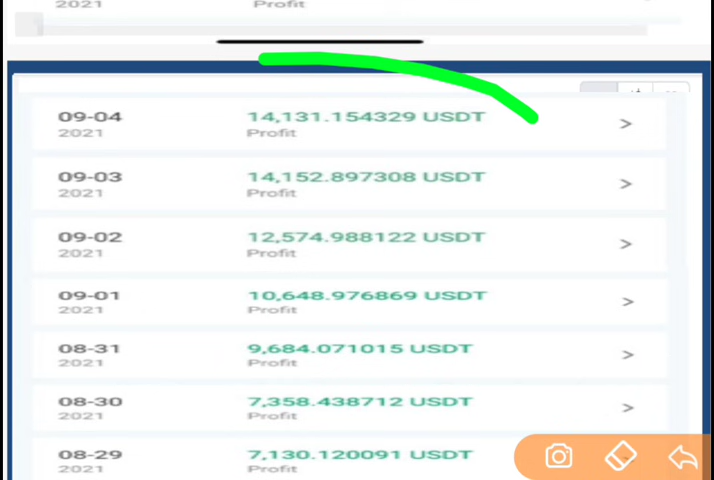 2021 Profit
09-04 14,131.154329 USDT >
2021 Profit
09-03 14,152.897308 USDT >
2021 Profit
09-02 12,574.988122 USDT >
2021 Profit
09-01 10,648.976869 USDT >
2021 Profit
08-31 9,684.071015 USDT >
2021 Profit
08-30 7,358.438712 USDT >
2021 Profit
08-29 7,130.120091 USDT
2021 Profit